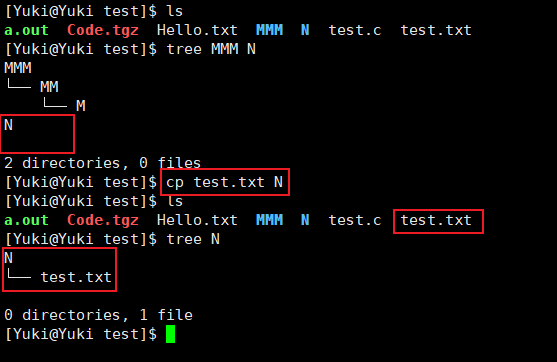 [Yuki@Yuki test]$ ls
a.out  Code.tgz  Hello.txt  MMM  N  test.c  test.txt
[Yuki@Yuki test]$ tree MMM N
MMM
└── MM
    └── M
N
2 directories, 0 files
[Yuki@Yuki test]$ cp test.txt N
[Yuki@Yuki test]$ ls
a.out  Code.tgz  Hello.txt  MMM  N  test.c  test.txt
[Yuki@Yuki test]$ tree N
N
└── test.txt
0 directories, 1 file
[Yuki@Yuki test]$